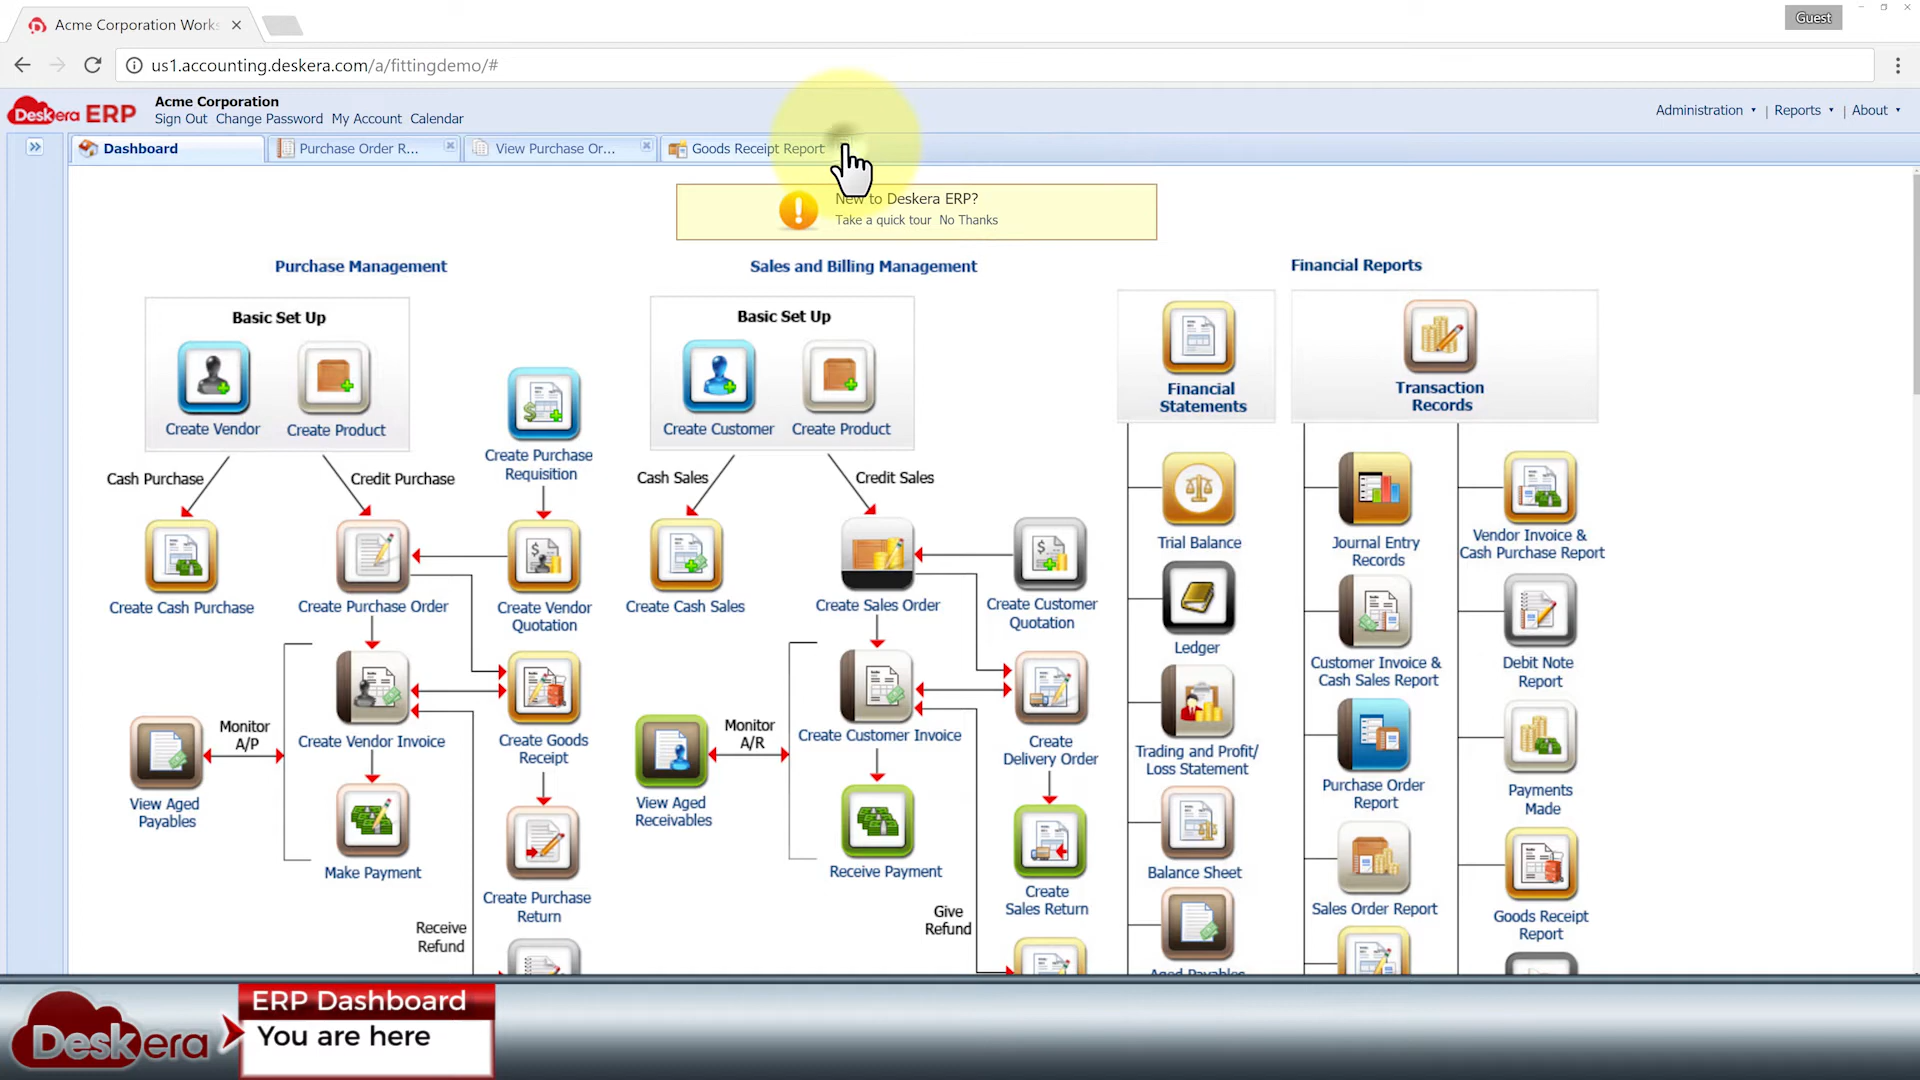 Acme Corporation Works
Guest
us1.accounting.deskera.com/a/fittingdemo/#
Deskera ERP
Acme Corporation
Sign Out Change Password My Account Calendar
Administration Reports About
Dashboard
Purchase Order R...
View Purchase Or...
Goods Receipt Report
New to Deskera ERP?
Take a quick tour No Thanks
Purchase Management
Basic Set Up
Create Vendor
Create Product
Cash Purchase
Credit Purchase
Create Purchase
Requisition
Create Cash Purchase
Create Purchase Order
Create Vendor
Quotation
Monitor
A/P
Create Vendor Invoice
Create Goods
Receipt
View Aged
Payables
Make Payment
Create Purchase
Return
Receive
Refund
Sales and Billing Management
Basic Set Up
Create Customer
Create Product
Cash Sales
Credit Sales
Create Cash Sales
Create Sales Order
Create Customer
Quotation
Monitor
A/R
Create Customer Invoice
Create
Delivery Order
View Aged
Receivables
Receive Payment
Create
Sales Return
Give
Refund
Financial Reports
Financial
Statements
Transaction
Records
Trial Balance
Ledger
Trading and Profit/
Loss Statement
Balance Sheet
Aged Payables
Journal Entry
Records
Customer Invoice &
Cash Sales Report
Purchase Order
Report
Sales Order Report
Vendor Invoice &
Cash Purchase Report
Debit Note
Report
Payments
Made
Goods Receipt
Report
Deskera
ERP Dashboard
You are here